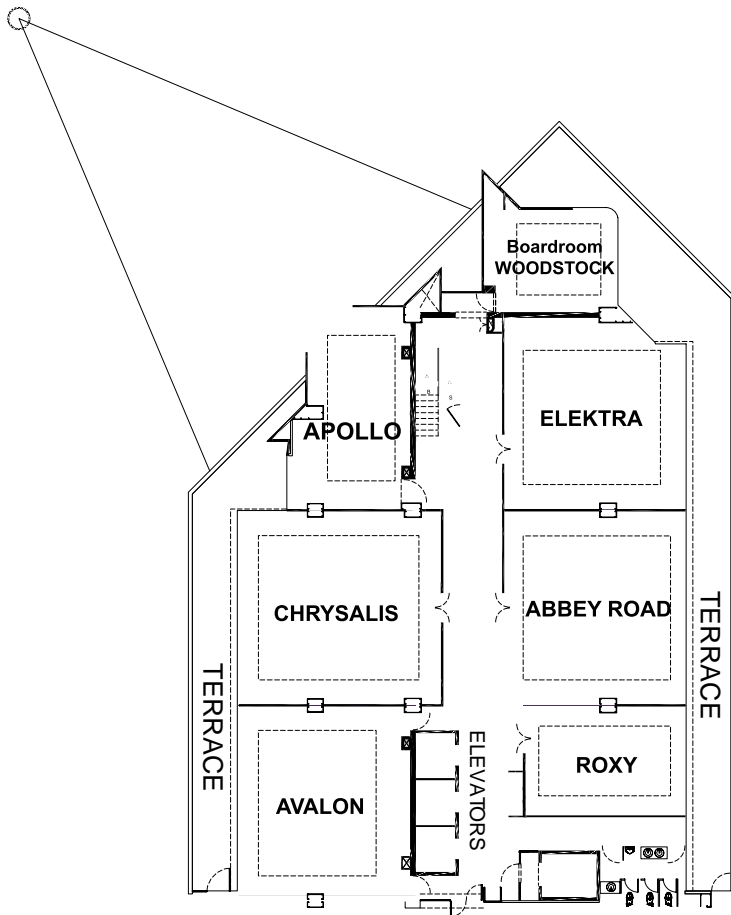 Boardroom
WOODSTOCK
APOLLO
ELEKTRA
CHRYSALIS
ABBEY ROAD
TERRACE
TERRACE
ELEVATORS
ROXY
AVALON